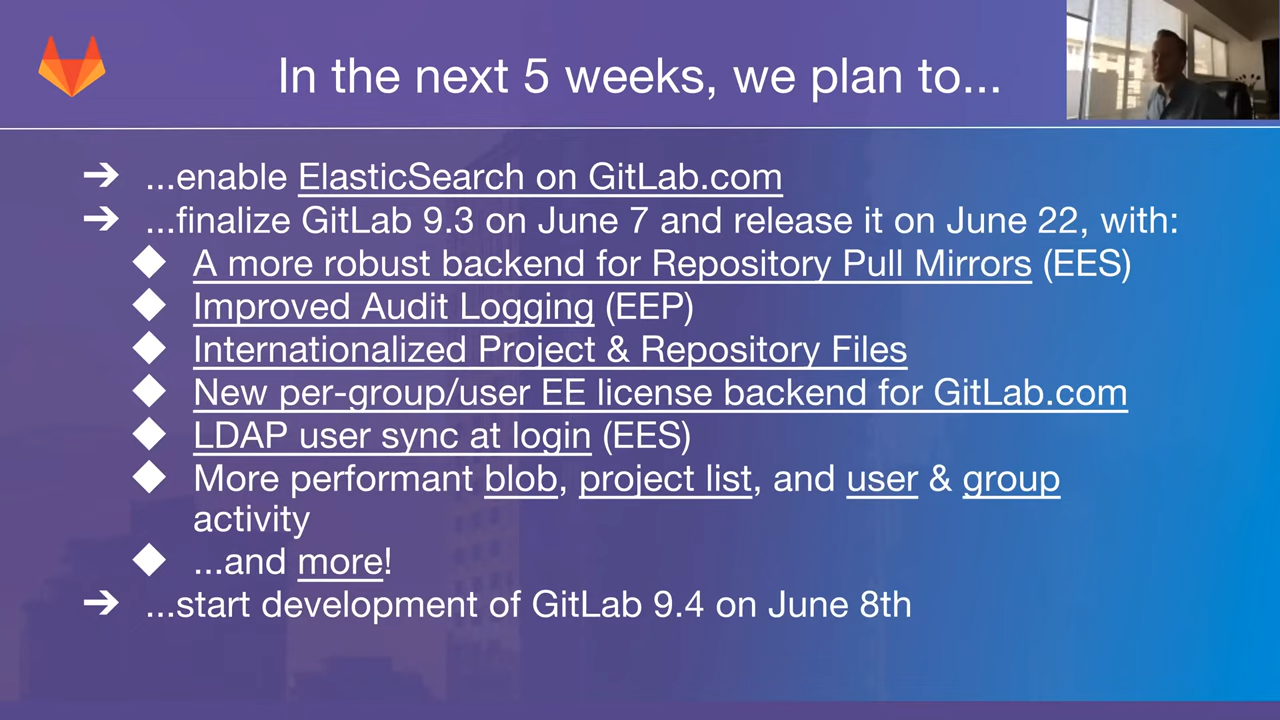 In the next 5 weeks, we plan to...
➔ ...enable ElasticSearch on GitLab.com
➔ ...finalize GitLab 9.3 on June 7 and release it on June 22, with:
◆ A more robust backend for Repository Pull Mirrors (EES)
◆ Improved Audit Logging (EEP)
◆ Internationalized Project & Repository Files
◆ New per-group/user EE license backend for GitLab.com
◆ LDAP user sync at login (EES)
◆ More performant blob, project list, and user & group
activity
◆ ...and more!
➔ ...start development of GitLab 9.4 on June 8th